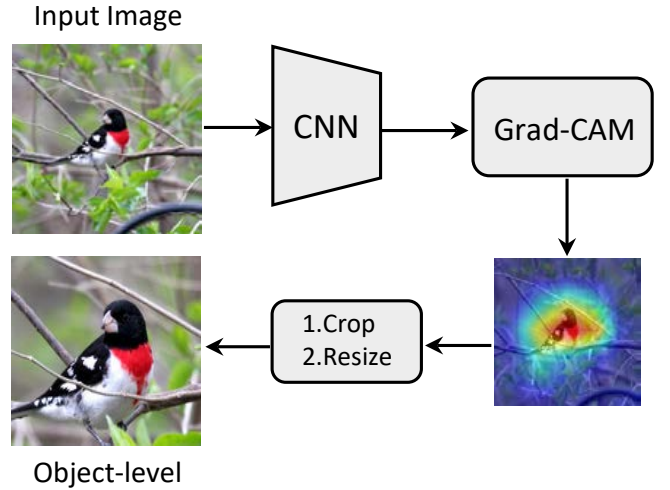 Input Image
CNN
Grad-CAM
1.Crop
2.Resize
Object-level